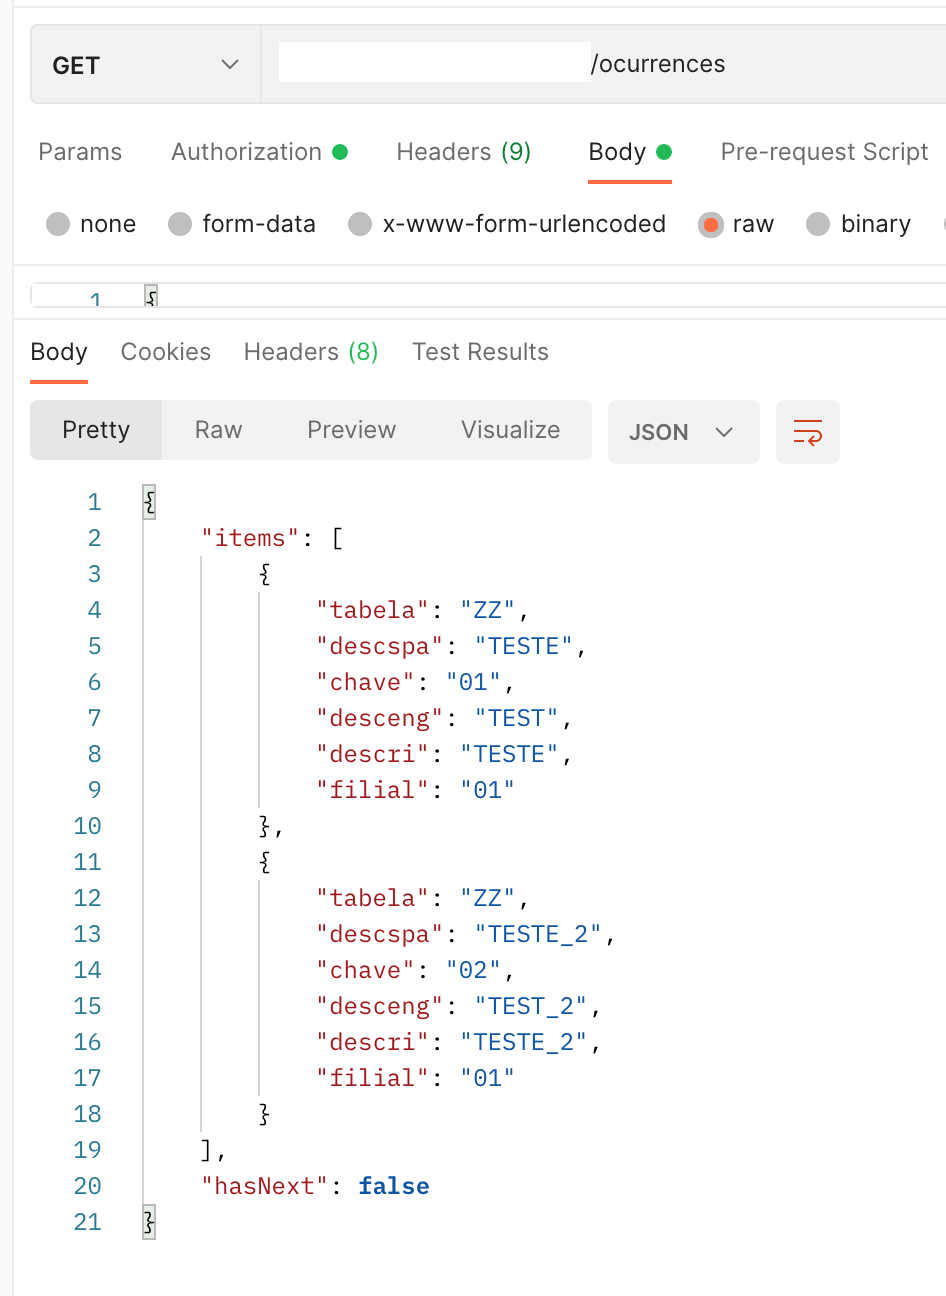 GET /ocurrences
Params Authorization Headers (9) Body Pre-request Script
none form-data x-www-form-urlencoded raw binary
1 {
Body Cookies Headers (8) Test Results
Pretty Raw Preview Visualize JSON
1 {
2 "items": [
3 {
4 "tabela": "ZZ",
5 "descspa": "TESTE",
6 "chave": "01",
7 "desceng": "TEST",
8 "descri": "TESTE",
9 "filial": "01"
10 },
11 {
12 "tabela": "ZZ",
13 "descspa": "TESTE_2",
14 "chave": "02",
15 "desceng": "TEST_2",
16 "descri": "TESTE_2",
17 "filial": "01"
18 }
19 ],
20 "hasNext": false
21 }